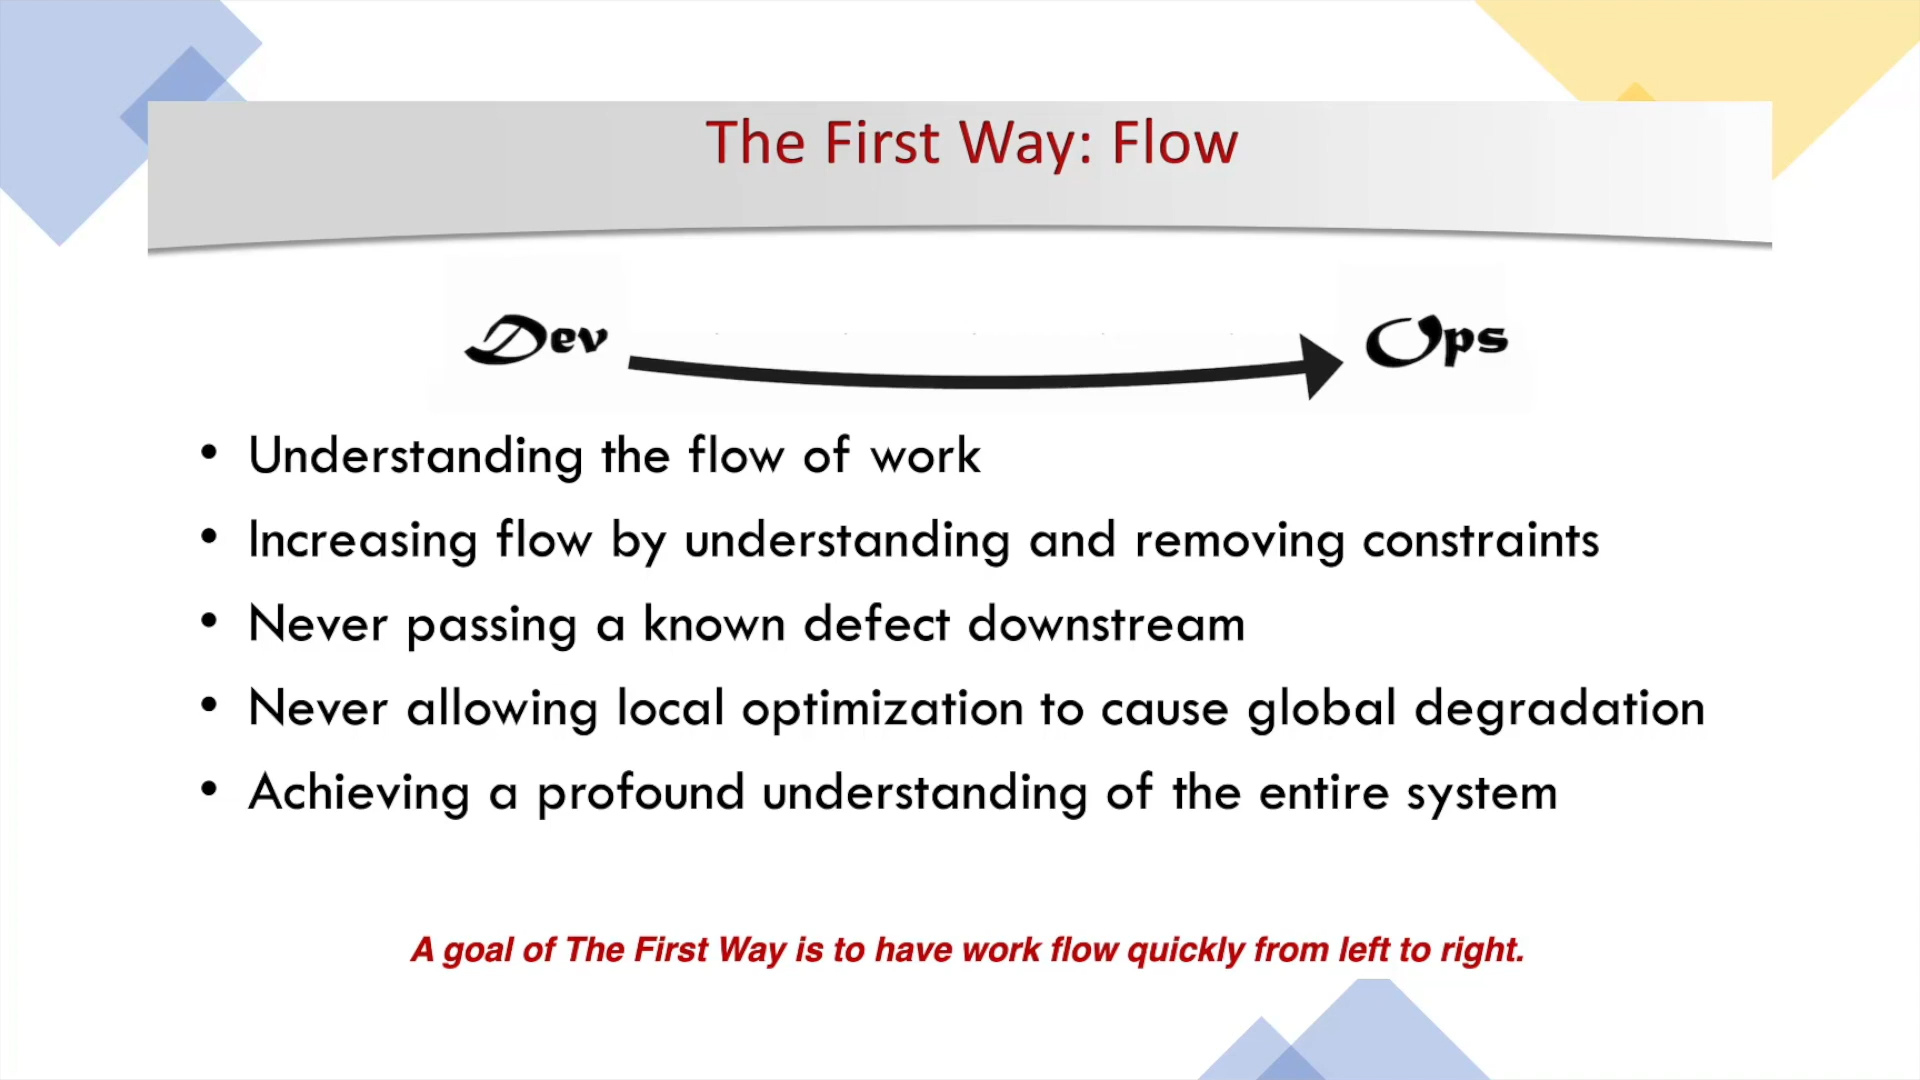 The First Way: Flow
Dev
Ops
• Understanding the flow of work
• Increasing flow by understanding and removing constraints
• Never passing a known defect downstream
• Never allowing local optimization to cause global degradation
• Achieving a profound understanding of the entire system
A goal of The First Way is to have work flow quickly from left to right.